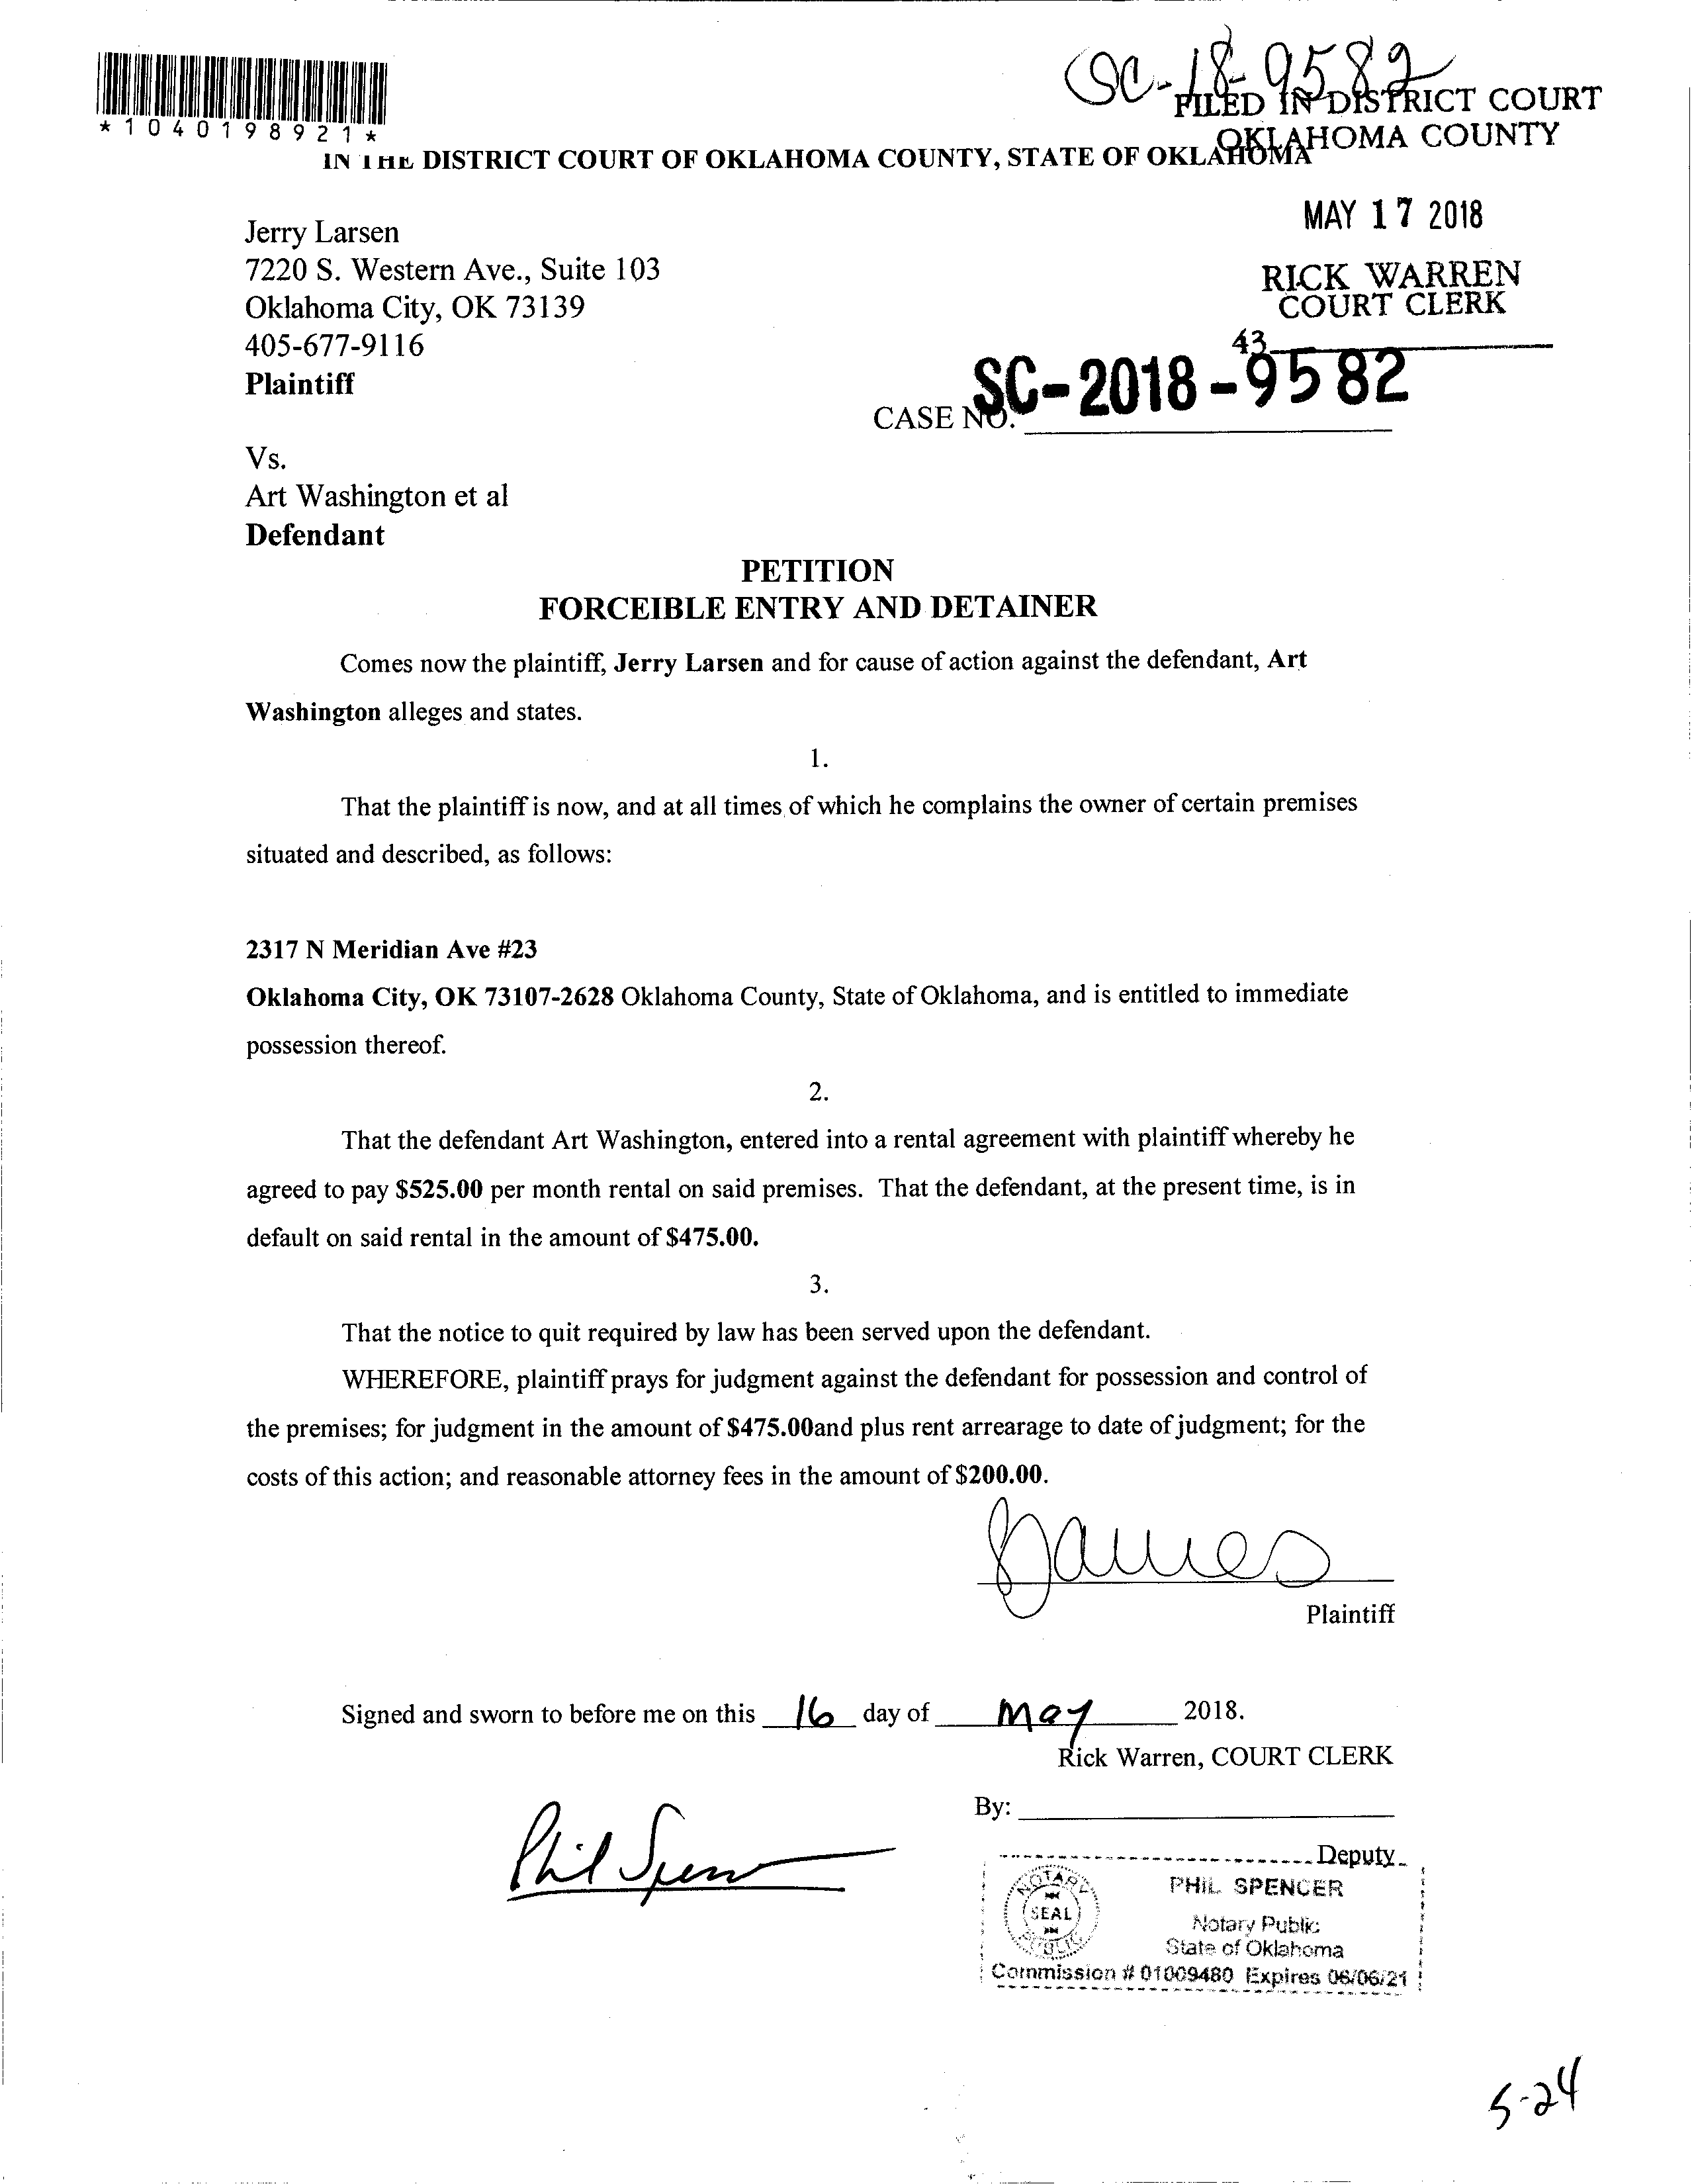 SC-18-9582
FILED IN DISTRICT COURT
OKLAHOMA COUNTY
*1040198921*
IN THE DISTRICT COURT OF OKLAHOMA COUNTY, STATE OF OKLAHOMA
MAY 17 2018
Jerry Larsen
7220 S. Western Ave., Suite 103
RICK WARREN
Oklahoma City, OK 73139
COURT CLERK
405-677-9116
43
Plaintiff
CASE NO. SC-2018-9582
Vs.
Art Washington et al
Defendant
PETITION
FORCEIBLE ENTRY AND DETAINER
Comes now the plaintiff, Jerry Larsen and for cause of action against the defendant, Art
Washington alleges and states.
1.
That the plaintiff is now, and at all times of which he complains the owner of certain premises
situated and described, as follows:
2317 N Meridian Ave #23
Oklahoma City, OK 73107-2628 Oklahoma County, State of Oklahoma, and is entitled to immediate
possession thereof.
2.
That the defendant Art Washington, entered into a rental agreement with plaintiff whereby he
agreed to pay $525.00 per month rental on said premises. That the defendant, at the present time, is in
default on said rental in the amount of $475.00.
3.
That the notice to quit required by law has been served upon the defendant.
WHEREFORE, plaintiff prays for judgment against the defendant for possession and control of
the premises; for judgment in the amount of $475.00and plus rent arrearage to date of judgment; for the
costs of this action; and reasonable attorney fees in the amount of $200.00.
Plaintiff
Signed and sworn to before me on this 16 day of May 2018.
Rick Warren, COURT CLERK
By:
Phil Spencer
Deputy
NOTARY
SEAL
PUBLIC
PHIL SPENCER
Notary Public
State of Oklahoma
Commission # 01009480 Expires 06/06/21
5-24